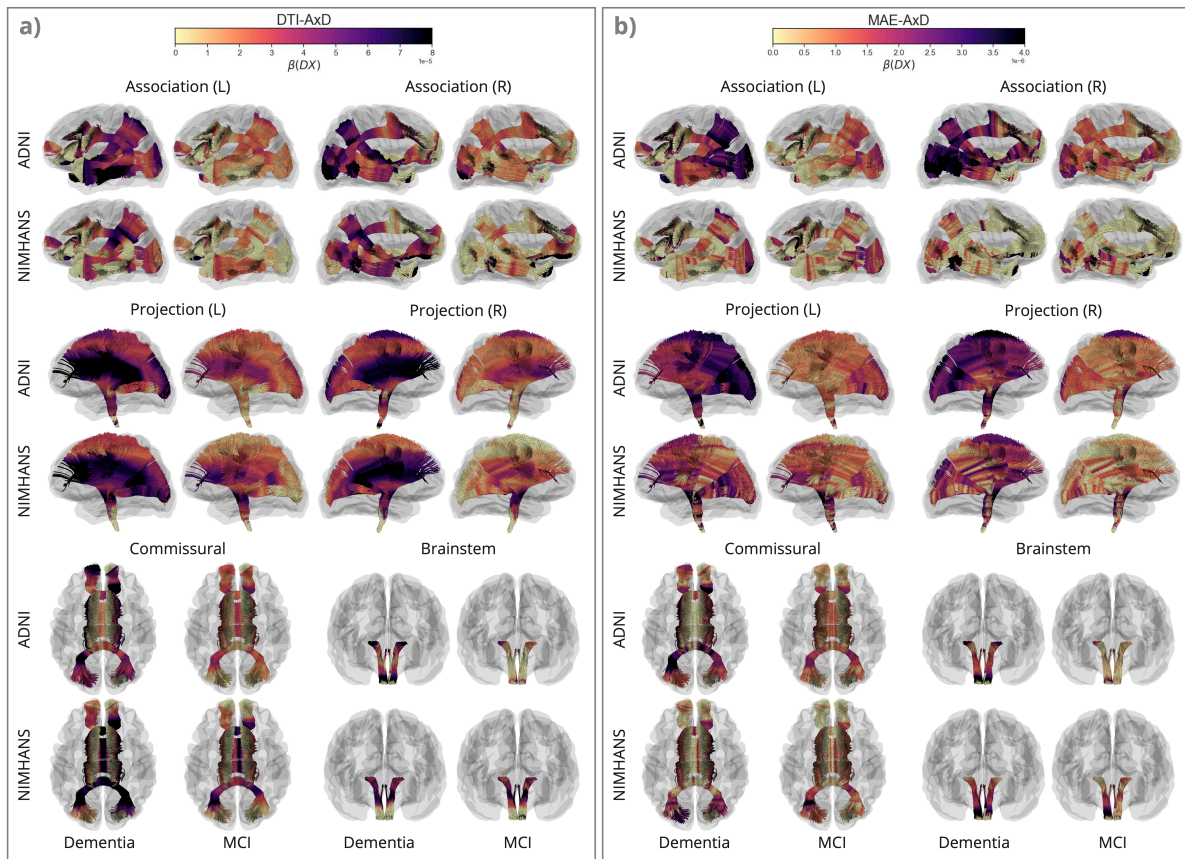 a)
DTI-AxD
0 1 2 3 4 5 6 7 8
1e-5
β(DX)
Association (L) Association (R)
ADNI
NIMHANS
Projection (L) Projection (R)
ADNI
NIMHANS
Commissural Brainstem
ADNI
NIMHANS
Dementia MCI Dementia MCI
b)
MAE-AxD
0.0 0.5 1.0 1.5 2.0 2.5 3.0 3.5 4.0
1e-6
β(DX)
Association (L) Association (R)
ADNI
NIMHANS
Projection (L) Projection (R)
ADNI
NIMHANS
Commissural Brainstem
ADNI
NIMHANS
Dementia MCI Dementia MCI